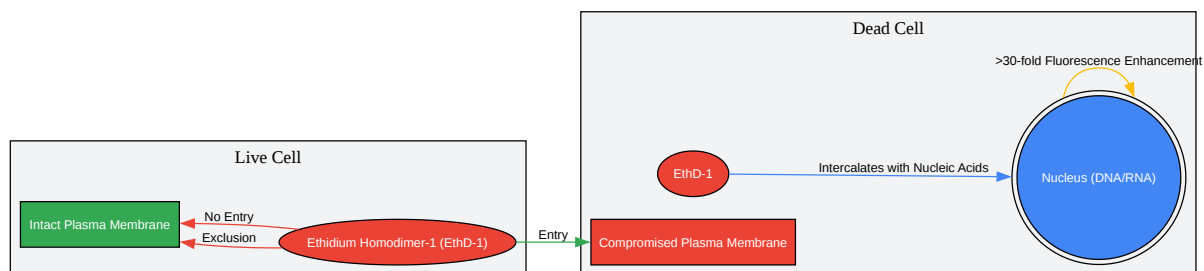 Dead Cell
>30-fold Fluorescence Enhancement
Live Cell
EthD-1
Intercalates with Nucleic Acids
Nucleus (DNA/RNA)
Intact Plasma Membrane
No Entry
Exclusion
Ethidium Homodimer-1 (EthD-1)
Entry
Compromised Plasma Membrane